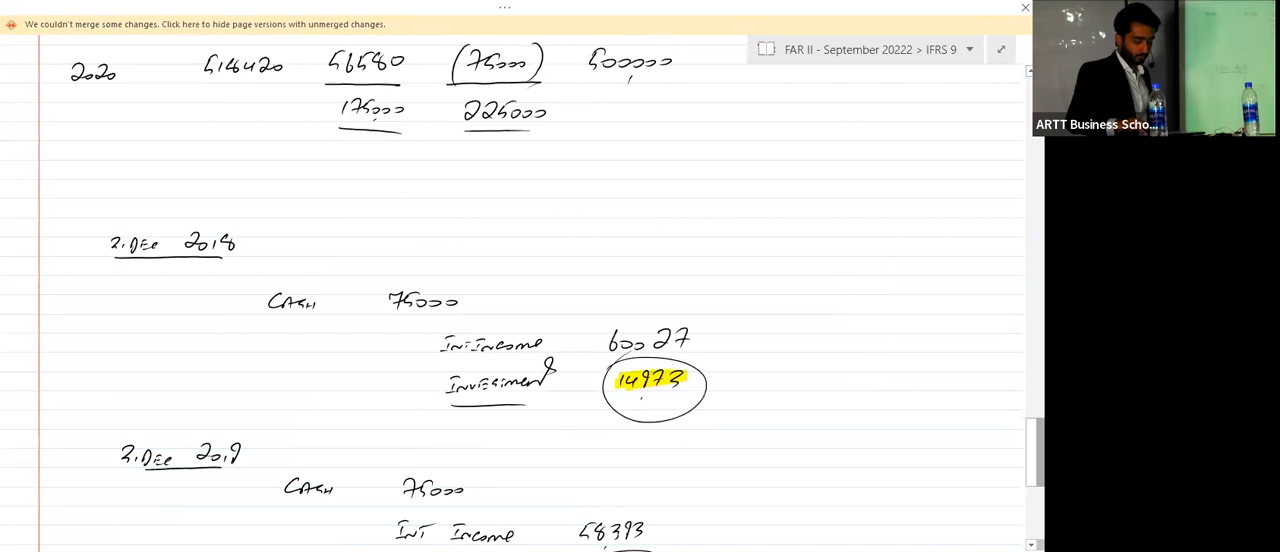 We couldn't merge some changes. Click here to hide page versions with unmerged changes.
FAR II - September 20222 > IFRS 9
ARTT Business Scho...
2020 518420 56580 (75000) 500000
175000 225000
31 Dec 2018
CASH 75000
INT INCOME 60027
INVESTMENT 14973
31 Dec 2019
CASH 75000
INT Income 58393